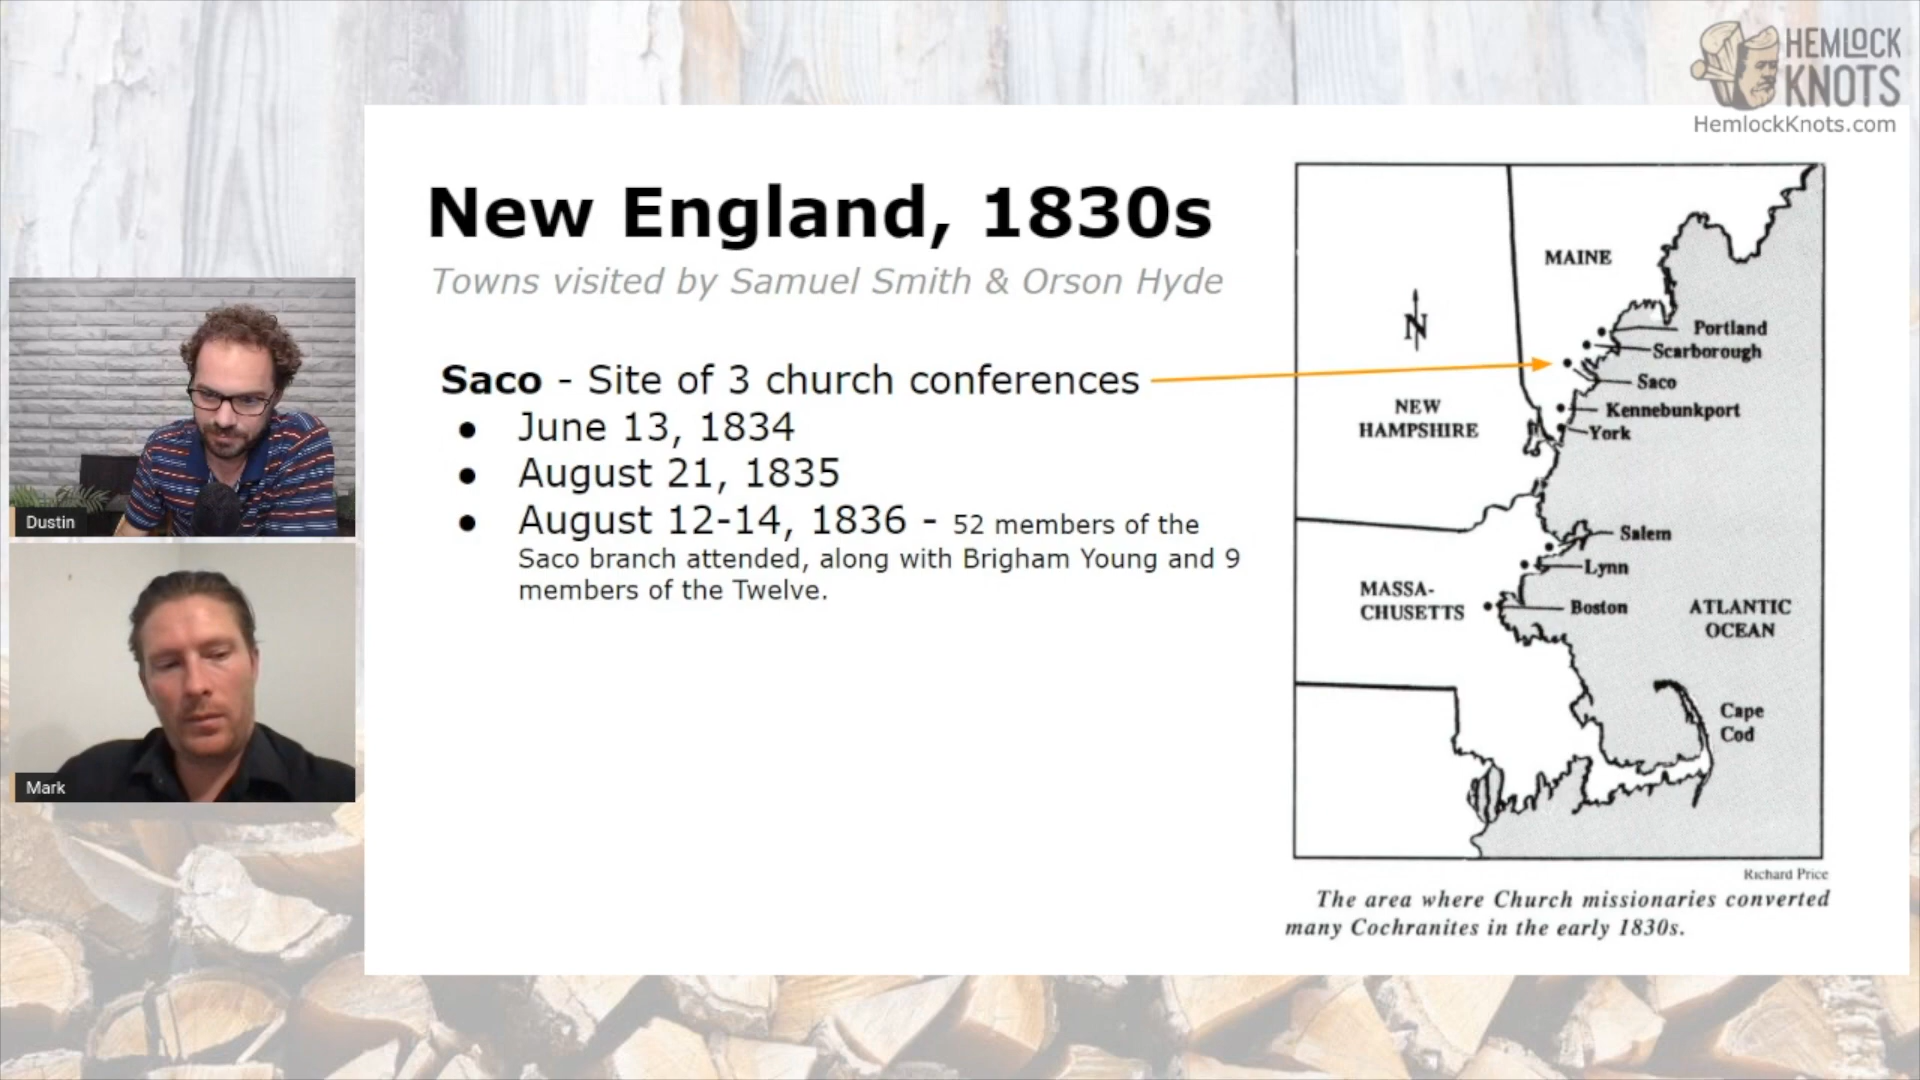 HEMLOCK
KNOTS
HemlockKnots.com
New England, 1830s
Towns visited by Samuel Smith & Orson Hyde
Saco - Site of 3 church conferences
● June 13, 1834
● August 21, 1835
● August 12-14, 1836 - 52 members of the
Saco branch attended, along with Brigham Young and 9
members of the Twelve.
MAINE
N
Portland
Scarborough
Saco
Kennebunkport
York
NEW
HAMPSHIRE
Salem
Lynn
Boston
MASSA-
CHUSETTS
ATLANTIC
OCEAN
Cape
Cod
Richard Price
The area where Church missionaries converted
many Cochranites in the early 1830s.
Dustin
Mark